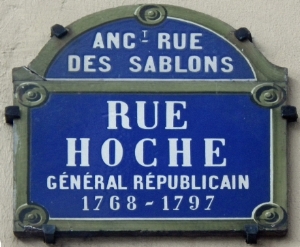 ANCT RUE
DES SABLONS
RUE
HOCHE
GÉNÉRAL RÉPUBLICAIN
1768-1797